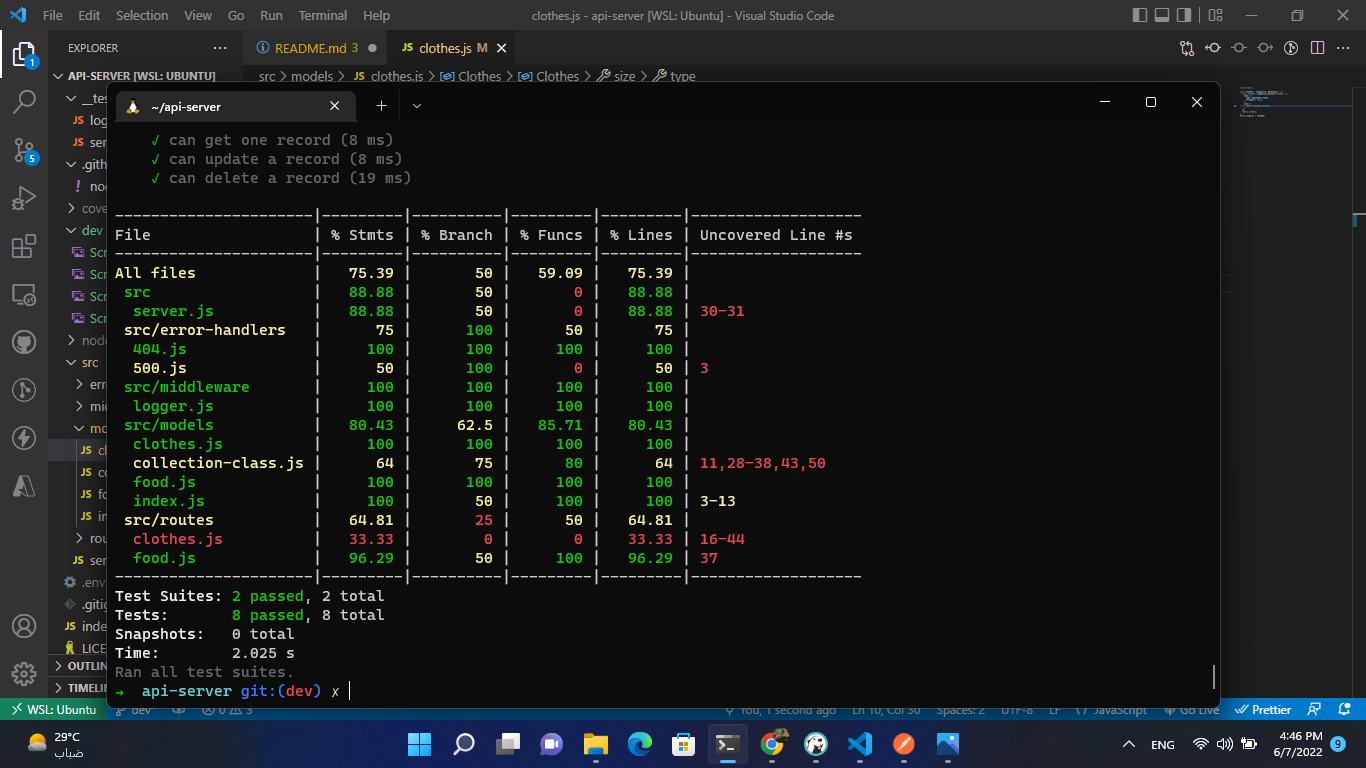 File Edit Selection View Go Run Terminal Help clothes.js - api-server [WSL: Ubuntu] - Visual Studio Code
EXPLORER ··· README.md 3 clothes.js M
API-SERVER [WSL: UBUNTU] src > models > JS clothes.js > Clothes > Clothes > size > type
~/api-server
√ can get one record (8 ms)
√ can update a record (8 ms)
√ can delete a record (19 ms)
----------------------|---------|----------|---------|---------|-------------------
File | % Stmts | % Branch | % Funcs | % Lines | Uncovered Line #s
----------------------|---------|----------|---------|---------|-------------------
All files | 75.39 | 50 | 59.09 | 75.39 |
src | 88.88 | 50 | 0 | 88.88 |
server.js | 88.88 | 50 | 0 | 88.88 | 30-31
src/error-handlers | 75 | 100 | 50 | 75 |
404.js | 100 | 100 | 100 | 100 |
500.js | 50 | 100 | 0 | 50 | 3
src/middleware | 100 | 100 | 100 | 100 |
logger.js | 100 | 100 | 100 | 100 |
src/models | 80.43 | 62.5 | 85.71 | 80.43 |
clothes.js | 100 | 100 | 100 | 100 |
collection-class.js | 64 | 75 | 80 | 64 | 11,28-38,43,50
food.js | 100 | 100 | 100 | 100 |
index.js | 100 | 50 | 100 | 100 | 3-13
src/routes | 64.81 | 25 | 50 | 64.81 |
clothes.js | 33.33 | 0 | 0 | 33.33 | 16-44
food.js | 96.29 | 50 | 100 | 96.29 | 37
----------------------|---------|----------|---------|---------|-------------------
Test Suites: 2 passed, 2 total
Tests: 8 passed, 8 total
Snapshots: 0 total
Time: 2.025 s
Ran all test suites.
→ api-server git:(dev) x
dev
src
JS
.env
LICE
OUTLIN
TIMELIN
WSL: Ubuntu dev 0 3 You, 1 second ago Ln 10, Col 30 Spaces: 2 UTF-8 LF JavaScript Go Live Prettier
29°C
ضباب
ENG
4:46 PM
6/7/2022
9
1
5